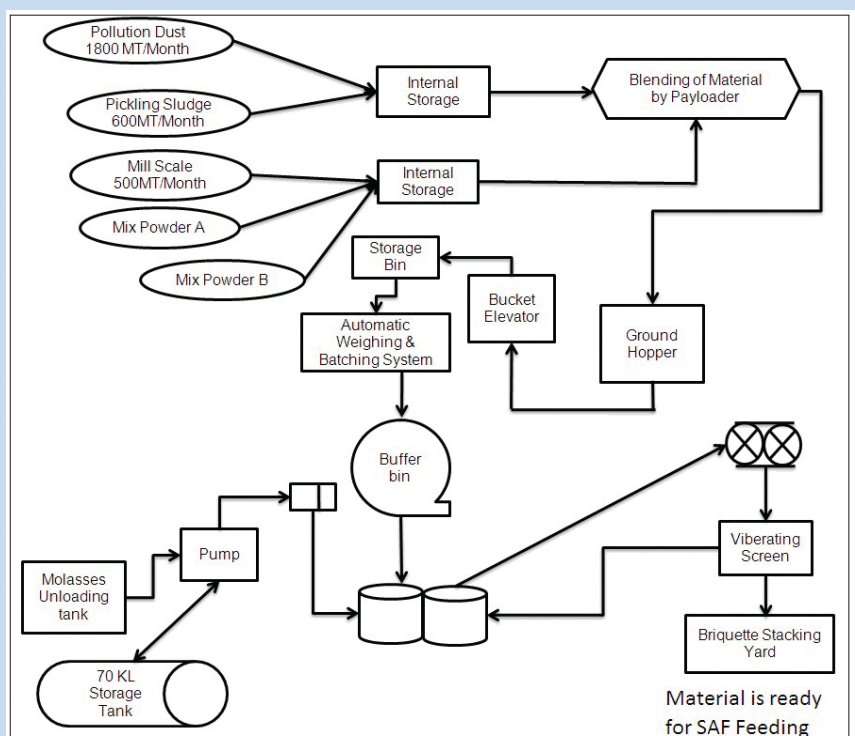 Pollution Dust
1800 MT/Month
Internal
Storage
Blending of Material
by Payloader
Pickling Sludge
600MT/Month
Mill Scale
500MT/Month
Internal
Storage
Mix Powder A
Mix Powder B
Storage
Bin
Bucket
Elevator
Ground
Hopper
Automatic
Weighing &
Batching System
Buffer
bin
Pump
Viberating
Screen
Molasses
Unloading
tank
Briquette Stacking
Yard
70 KL
Storage
Tank
Material is ready
for SAF Feeding